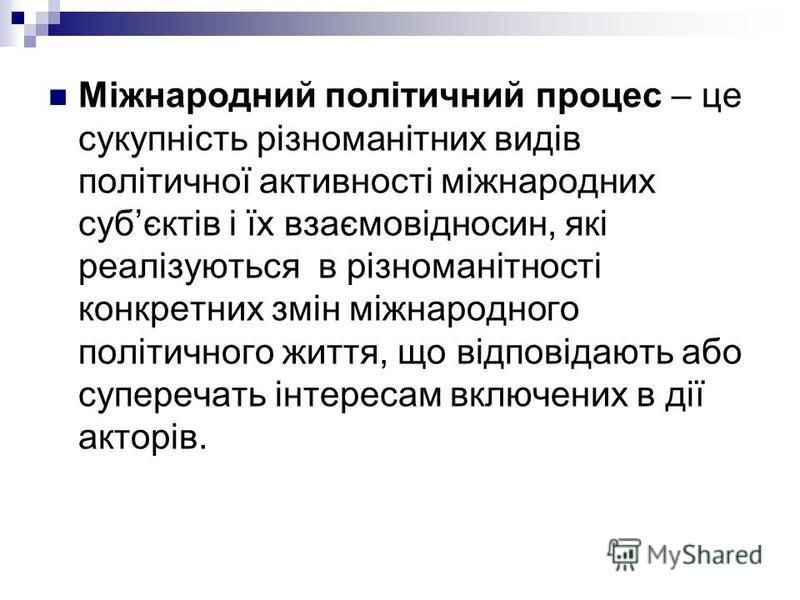 Міжнародний політичний процес – це
сукупність різноманітних видів
політичної активності міжнародних
суб’єктів і їх взаємовідносин, які
реалізуються в різноманітності
конкретних змін міжнародного
політичного життя, що відповідають або
суперечать інтересам включених в дії
акторів.
MyShared